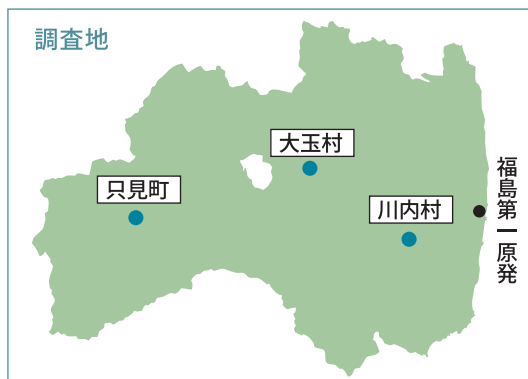 調査地
大玉村
只見町
川内村
福島第一原発